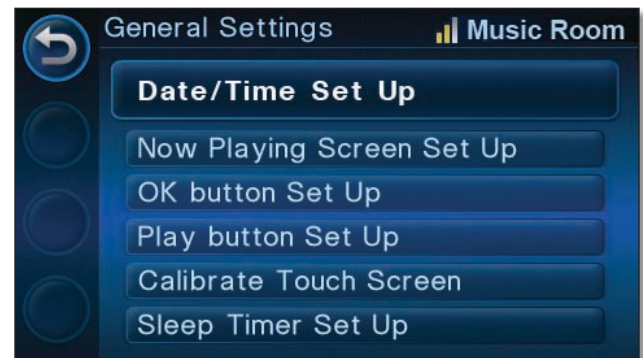 General Settings
Music Room
Date/Time Set Up
Now Playing Screen Set Up
OK button Set Up
Play button Set Up
Calibrate Touch Screen
Sleep Timer Set Up